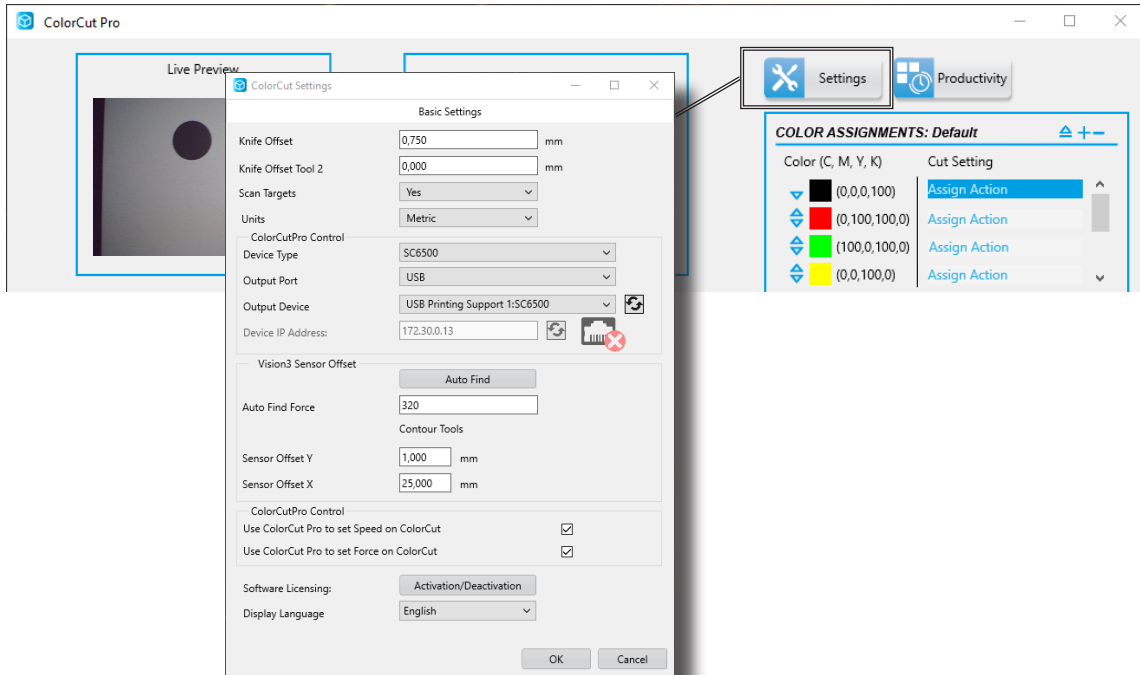 ColorCut Pro
Live Preview
Settings
Productivity
COLOR ASSIGNMENTS: Default
Color (C, M, Y, K) Cut Setting
(0,0,0,100) Assign Action
(0,100,100,0) Assign Action
(100,0,100,0) Assign Action
(0,0,100,0) Assign Action
ColorCut Settings
Basic Settings
Knife Offset 0,750 mm
Knife Offset Tool 2 0,000 mm
Scan Targets Yes
Units Metric
ColorCutPro Control
Device Type SC6500
Output Port USB
Output Device USB Printing Support 1:SC6500
Device IP Address: 172.30.0.13
Vision3 Sensor Offset
Auto Find
Auto Find Force 320
Contour Tools
Sensor Offset Y 1,000 mm
Sensor Offset X 25,000 mm
ColorCutPro Control
Use ColorCut Pro to set Speed on ColorCut
Use ColorCut Pro to set Force on ColorCut
Software Licensing: Activation/Deactivation
Display Language English
OK Cancel